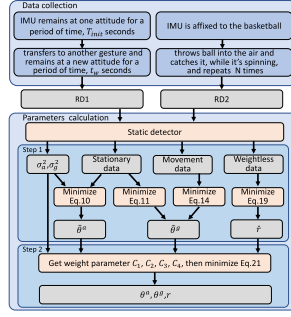 Data collection
IMU remains at one attitude for a
period of time, T_init seconds
IMU is affixed to the basketball
transfers to another gesture and
remains at a new attitude for a
period of time, t_w seconds
throws ball into the air and
catches it, while it's spinning,
and repeats N times
RD1
RD2
Parameters calculation
Static detector
Step 1
σ_a^2,σ_g^2
Stationary
data
Movement
data
Weightless
data
Minimize
Eq.10
Minimize
Eq.11
Minimize
Eq.14
Minimize
Eq.19
θ̂^a
θ̂^g
r̂
Step 2
Get weight parameter C_1, C_2, C_3, C_4, then minimize Eq.21
θ^a,θ^g,r